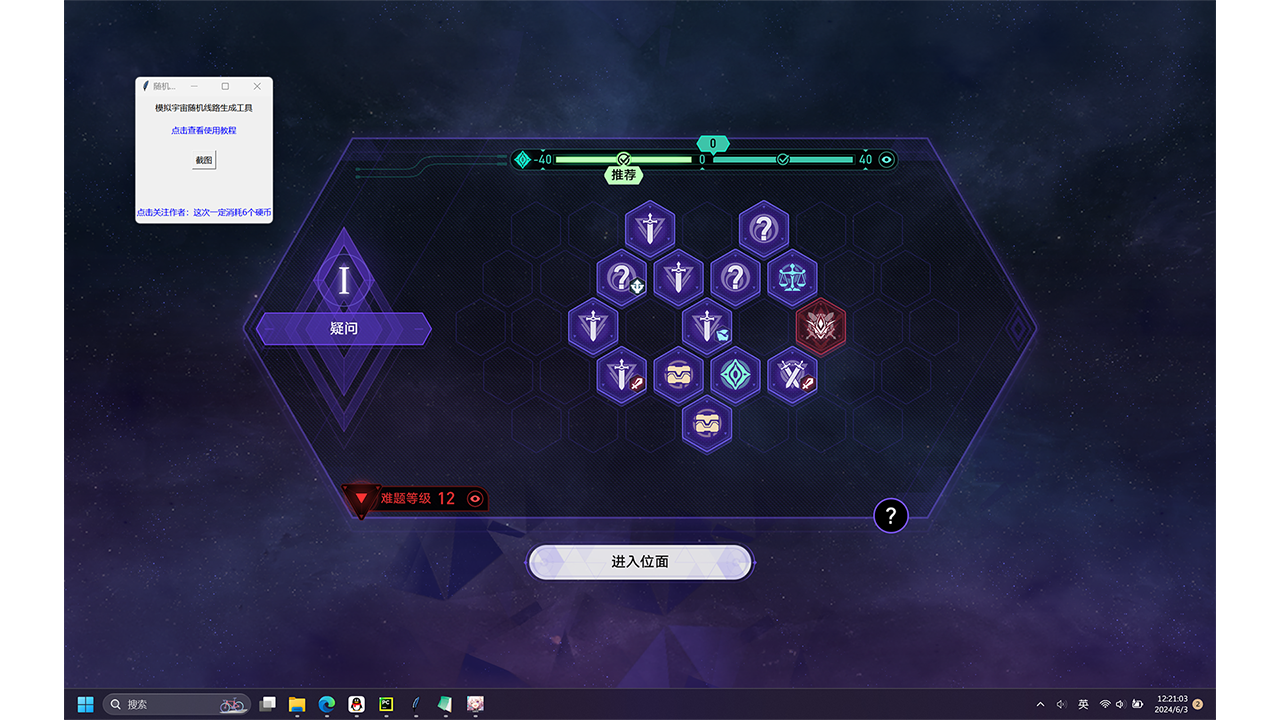 随机...
模拟宇宙随机线路生成工具
点击查看使用教程
截图
点击关注作者：这次一定消耗6个硬币
0
-40
0
40
推荐
?
?
?
I
疑问
难题等级 12
?
进入位面
搜索
PC
英
12:21:03
2024/6/3
2